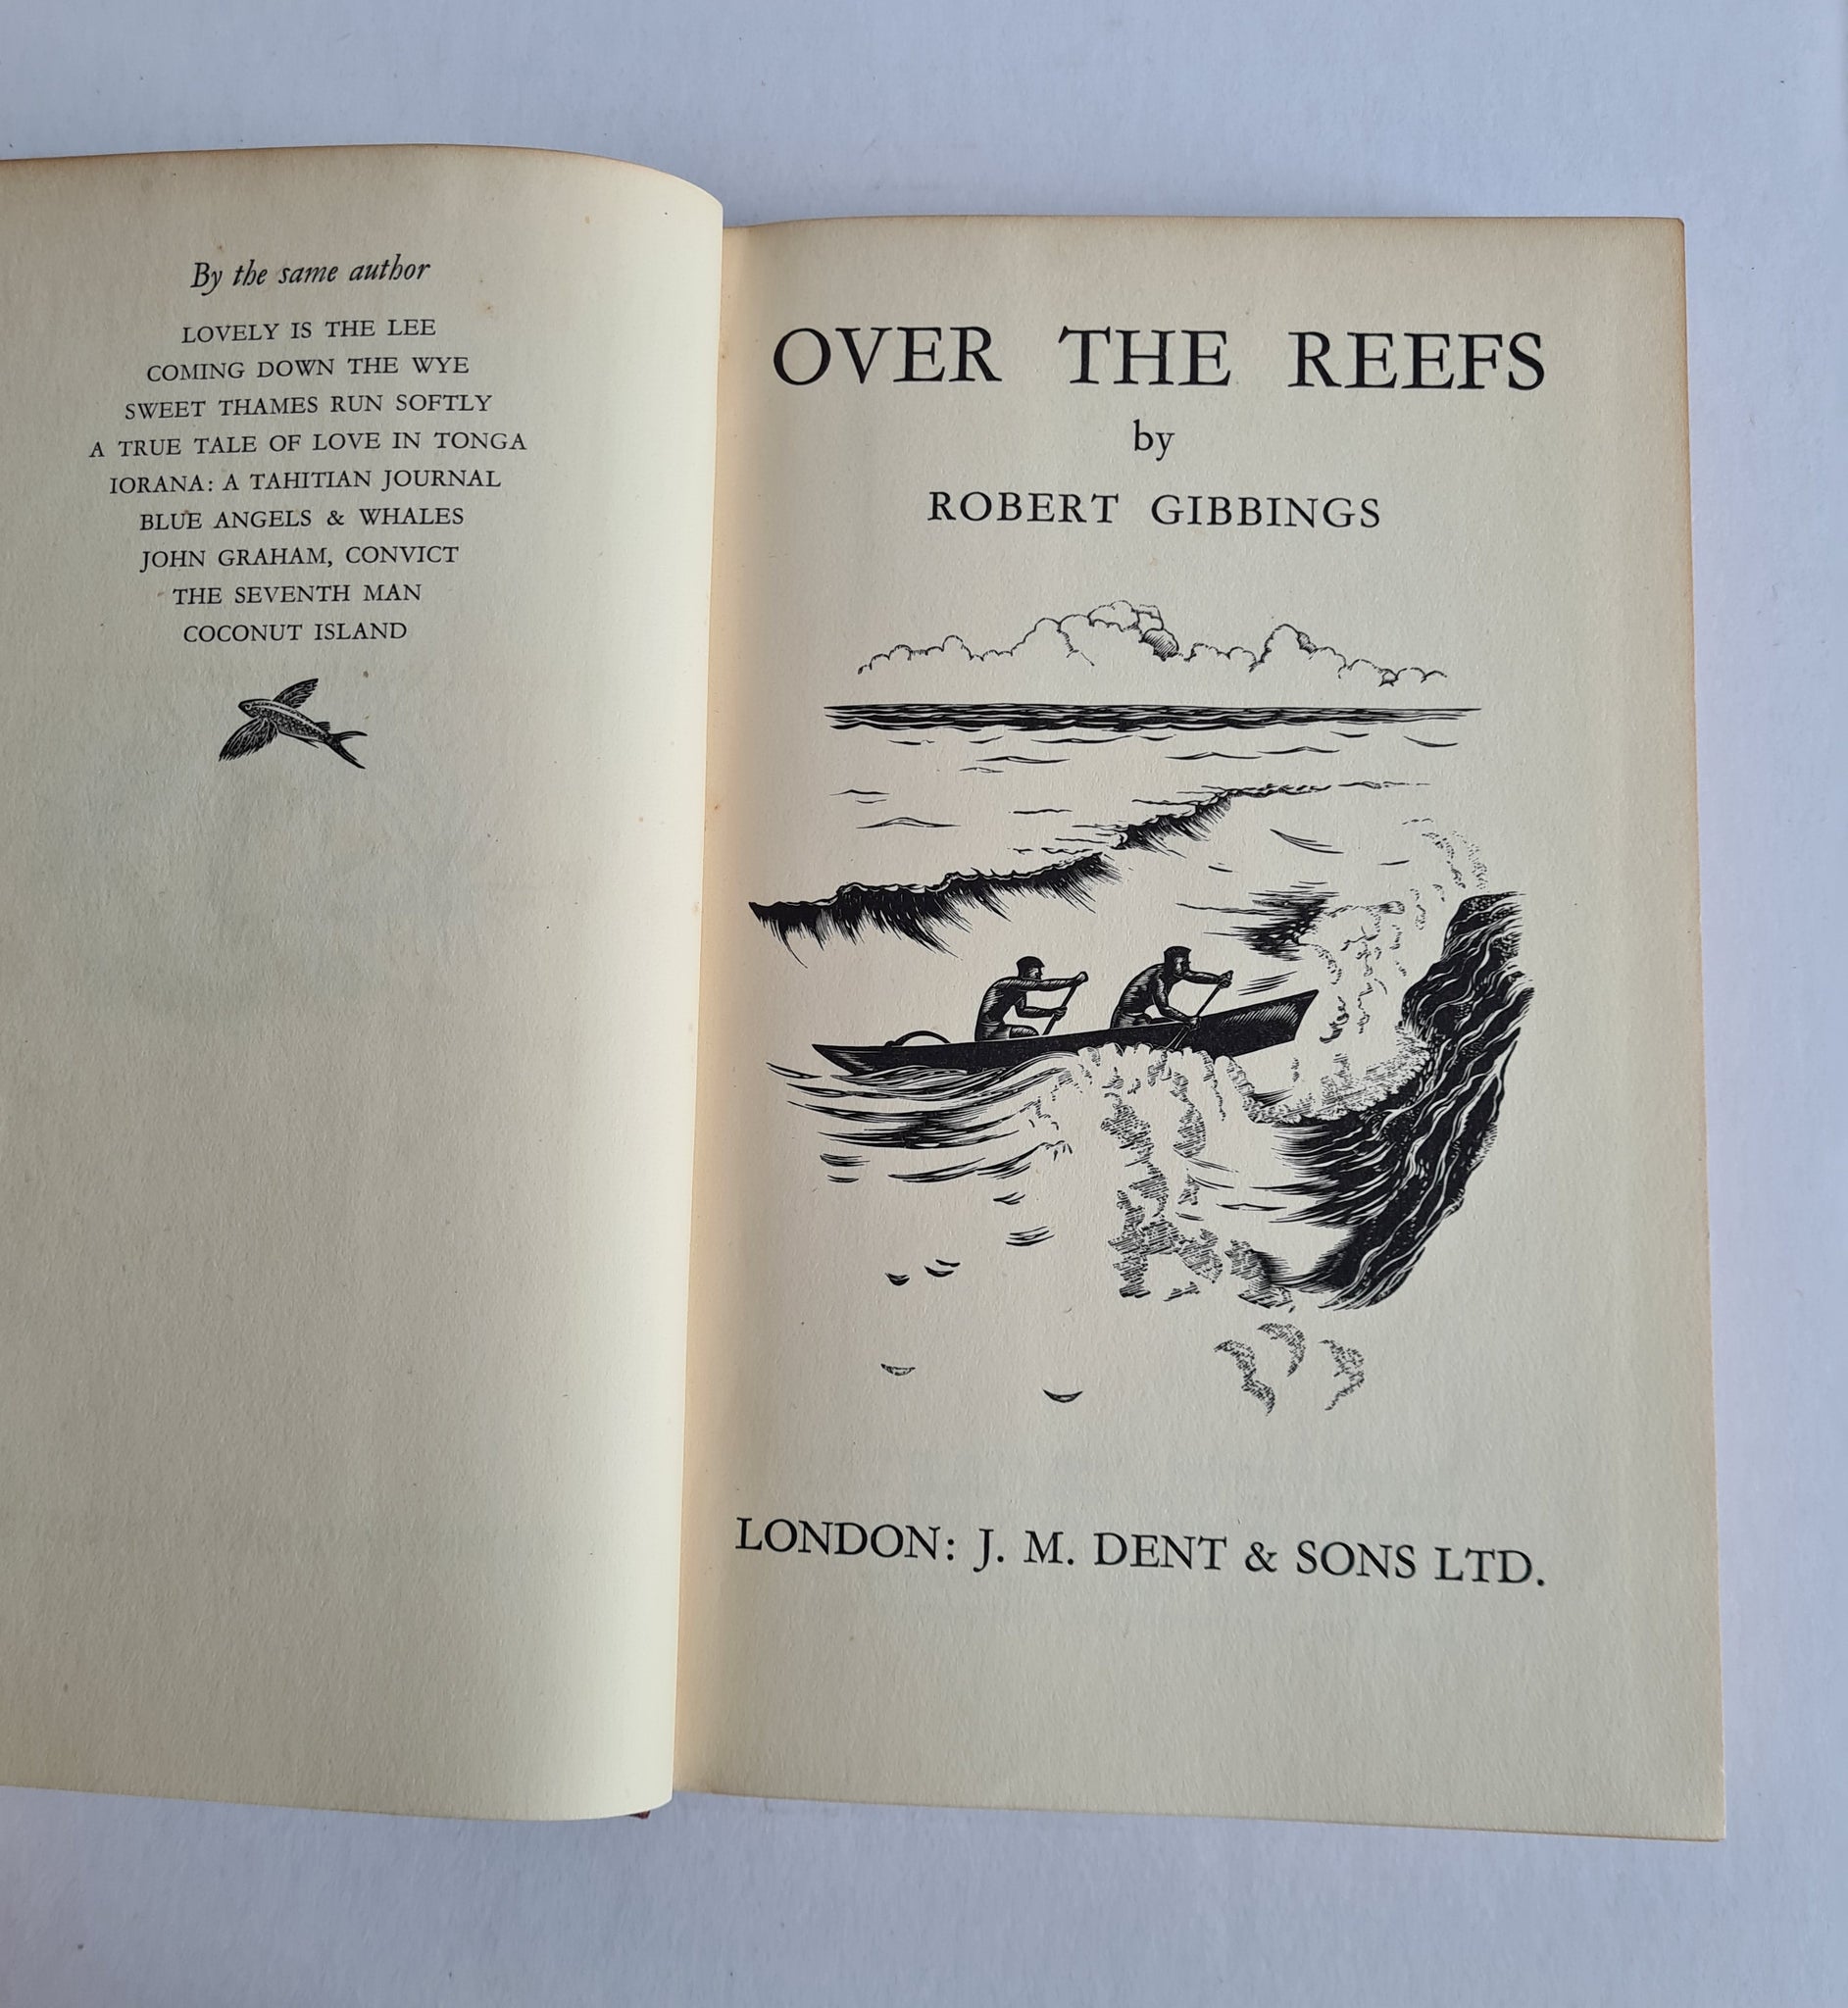 By the same author
LOVELY IS THE LEE
COMING DOWN THE WYE
SWEET THAMES RUN SOFTLY
A TRUE TALE OF LOVE IN TONGA
IORANA: A TAHITIAN JOURNAL
BLUE ANGELS & WHALES
JOHN GRAHAM, CONVICT
THE SEVENTH MAN
COCONUT ISLAND
OVER THE REEFS
by
ROBERT GIBBINGS
LONDON: J. M. DENT & SONS LTD.